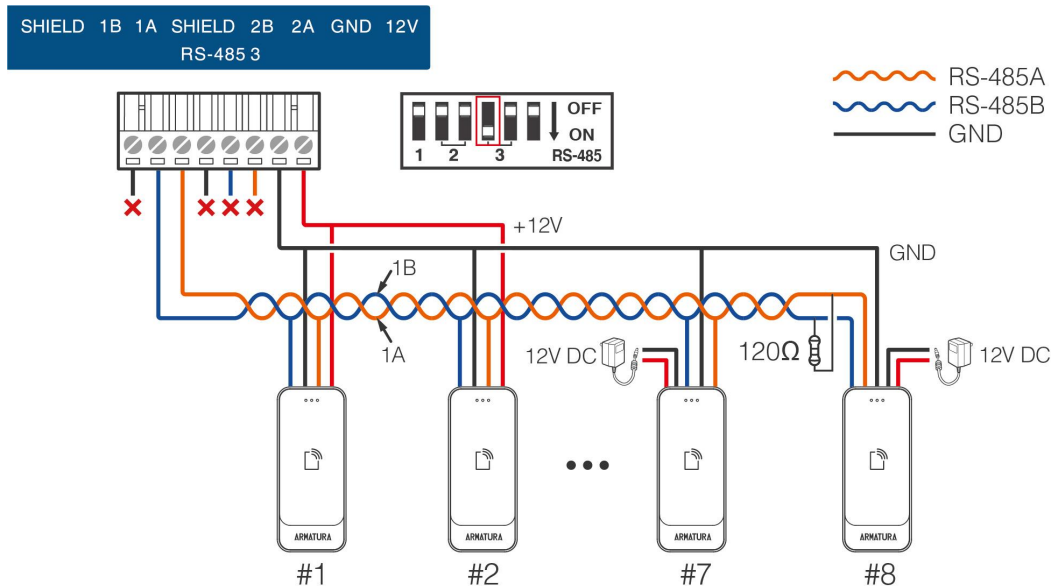 SHIELD 1B 1A SHIELD 2B 2A GND 12V
RS-485 3
OFF
ON
1 2 3 RS-485
RS-485A
RS-485B
GND
+12V
GND
1B
1A
12V DC
120Ω
12V DC
ARMATURA
ARMATURA
ARMATURA
ARMATURA
#1
#2
#7
#8